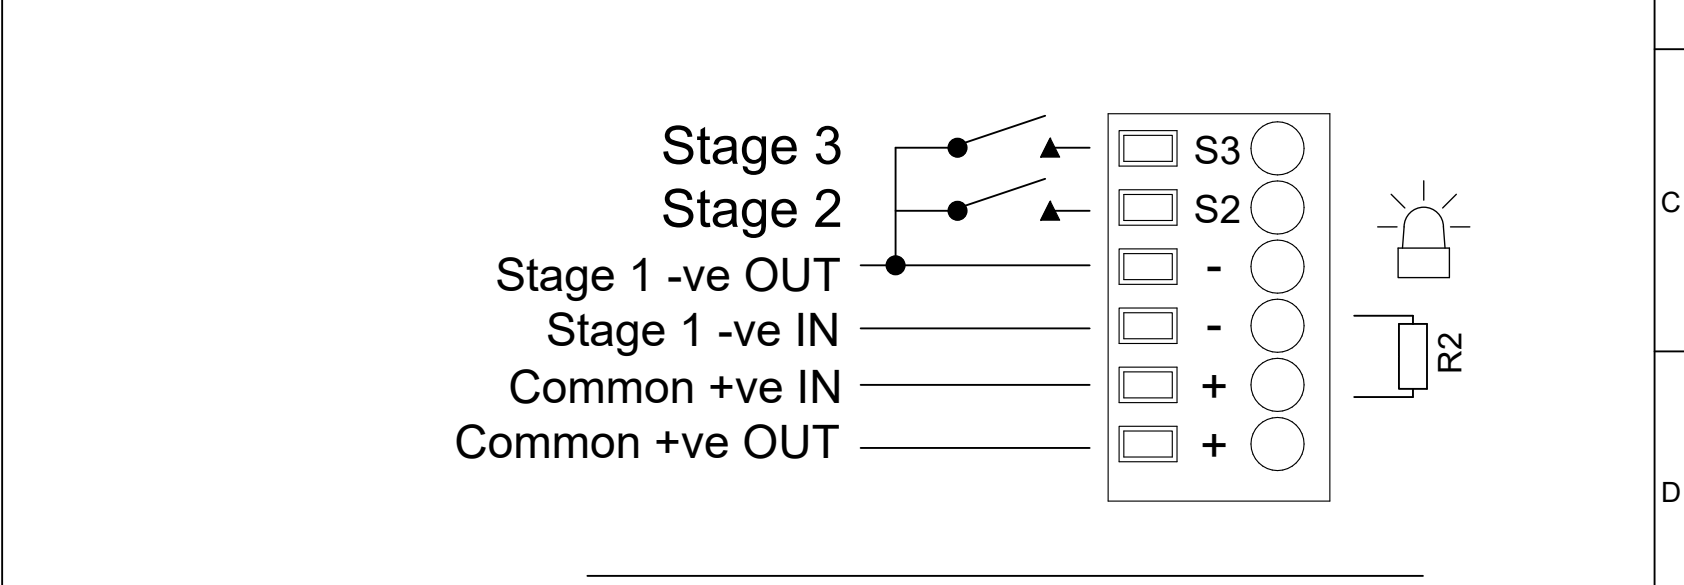 Stage 3
S3
Stage 2
S2
C
Stage 1 -ve OUT
-
Stage 1 -ve IN
-
R2
Common +ve IN
+
Common +ve OUT
+
D